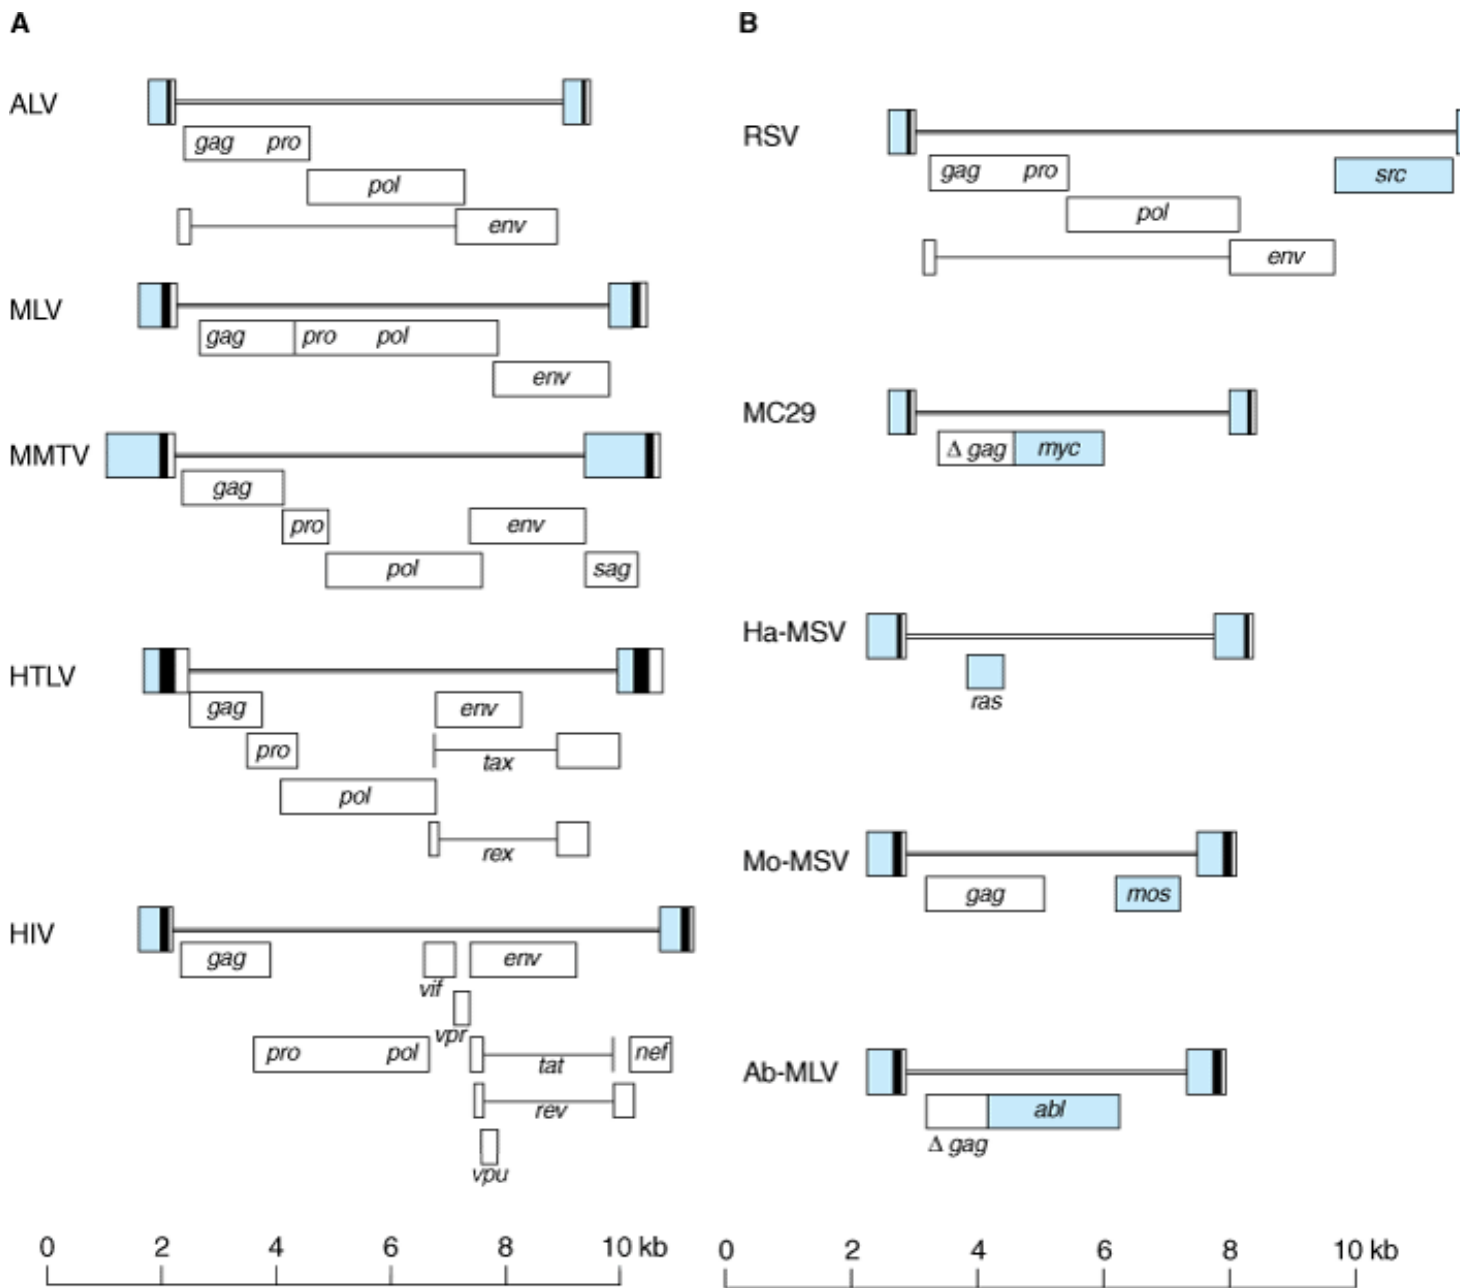 A
ALV
gag pro
pol
env
MLV
gag pro pol
env
MMTV
gag
pro env
pol sag
HTLV
gag env
pro tax
pol
rex
HIV
gag env
vif
vpr
pro pol tat nef
rev
vpu
0 2 4 6 8 10 kb
B
RSV
gag pro src
pol
env
MC29
Δ gag myc
Ha-MSV
ras
Mo-MSV
gag mos
Ab-MLV
abl
Δ gag
0 2 4 6 8 10 kb